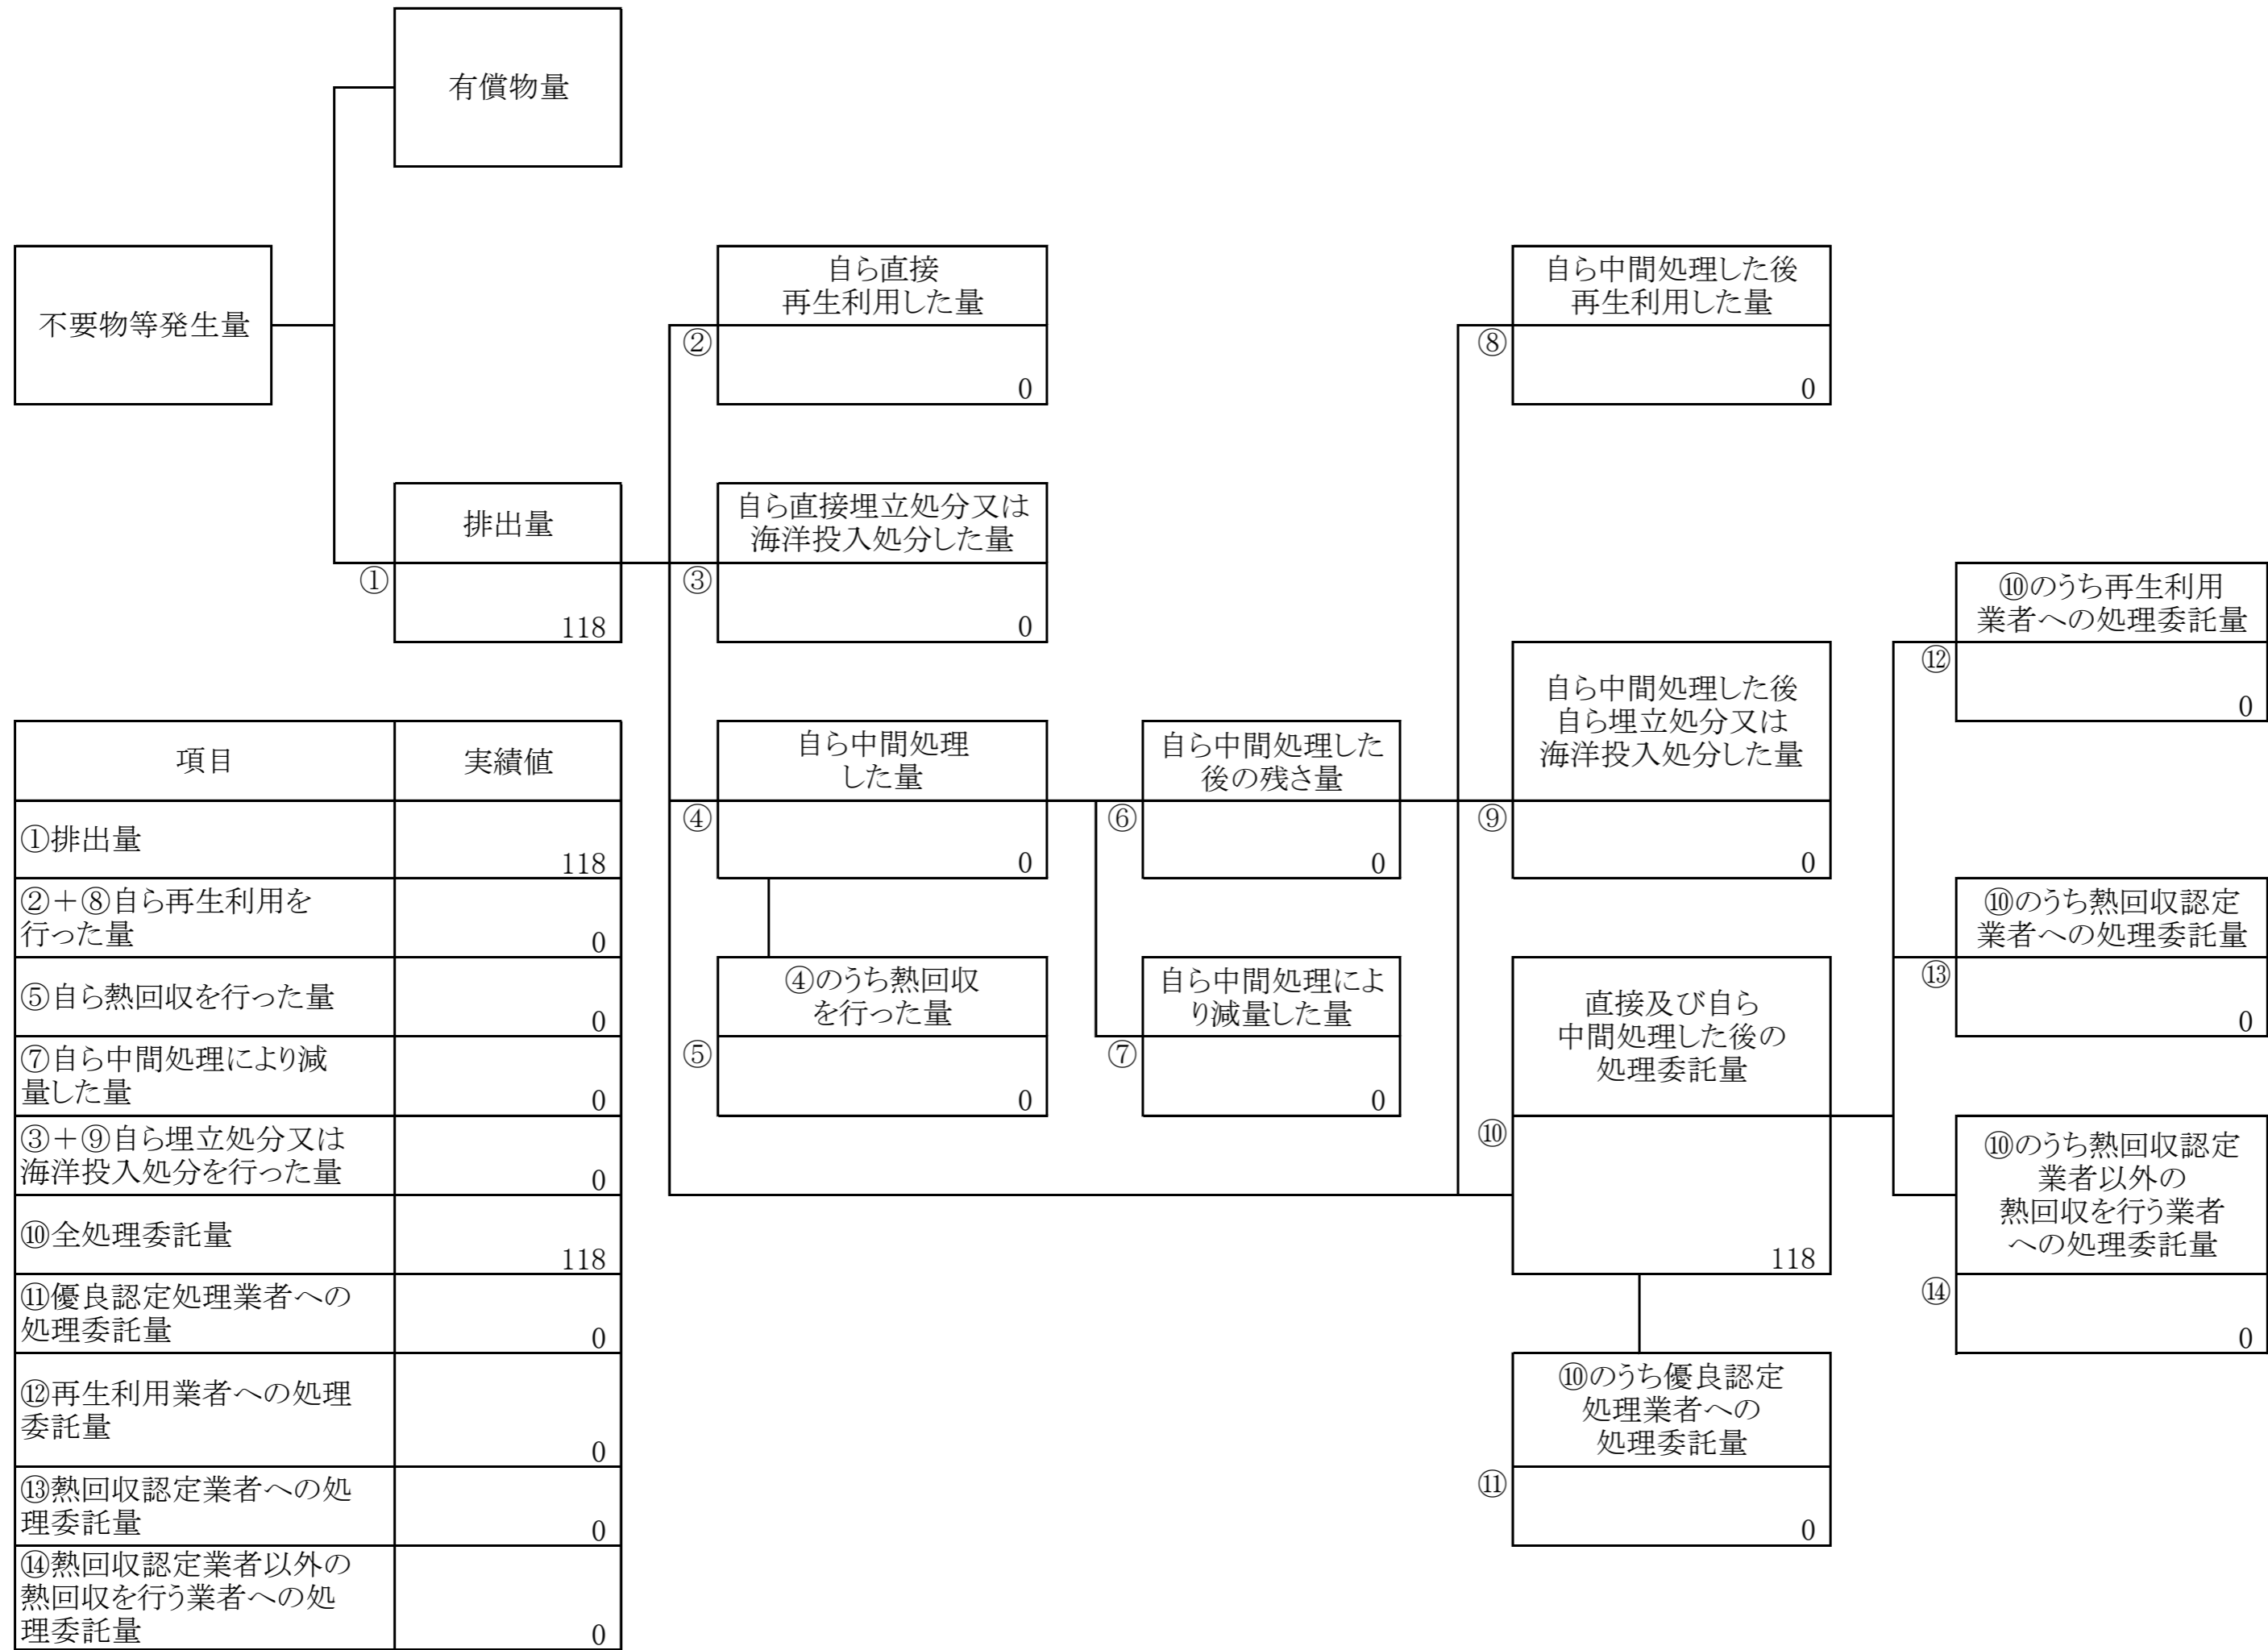 有償物量
不要物等発生量
自ら直接
再生利用した量
②
0
自ら中間処理した後
再生利用した量
⑧
0
排出量
①
118
自ら直接埋立処分又は
海洋投入処分した量
③
0
⑩のうち再生利用
業者への処理委託量
⑫
0
自ら中間処理
した量
④
0
自ら中間処理した
後の残さ量
⑥
0
自ら中間処理した後
自ら埋立処分又は
海洋投入処分した量
⑨
0
④のうち熱回収
を行った量
⑤
0
自ら中間処理によ
り減量した量
⑦
0
直接及び自ら
中間処理した後の
処理委託量
⑩
118
⑩のうち熱回収認定
業者への処理委託量
⑬
0
⑩のうち熱回収認定
業者以外の
熱回収を行う業者
への処理委託量
⑭
0
⑩のうち優良認定
処理業者への
処理委託量
⑪
0
項目 実績値
①排出量
118
②＋⑧自ら再生利用を
行った量 0
⑤自ら熱回収を行った量
0
⑦自ら中間処理により減
量した量 0
③＋⑨自ら埋立処分又は
海洋投入処分を行った量 0
⑩全処理委託量
118
⑪優良認定処理業者への
処理委託量 0
⑫再生利用業者への処理
委託量
0
⑬熱回収認定業者への処
理委託量 0
⑭熱回収認定業者以外の
熱回収を行う業者への処
理委託量 0